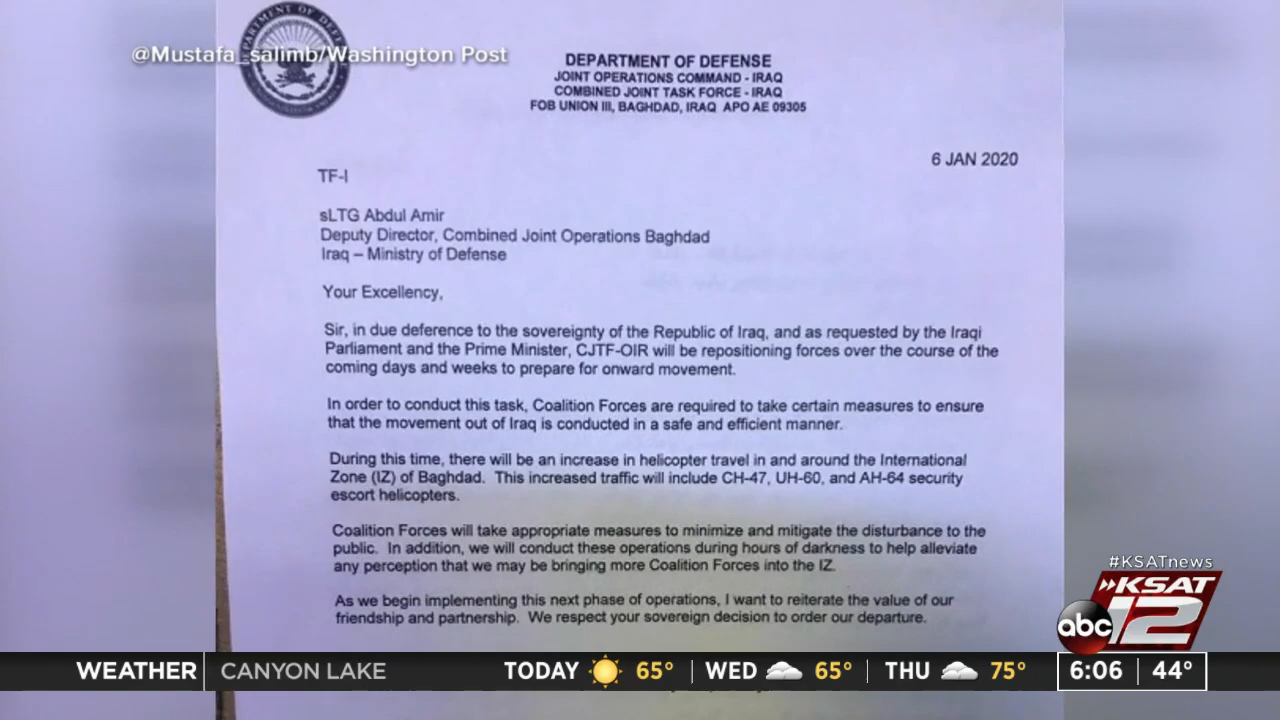 @Mustafa_salimb/Washington Post
DEPARTMENT OF DEFENSE
JOINT OPERATIONS COMMAND - IRAQ
COMBINED JOINT TASK FORCE - IRAQ
FOB UNION III, BAGHDAD, IRAQ APO AE 09305
6 JAN 2020
TF-I
sLTG Abdul Amir
Deputy Director, Combined Joint Operations Baghdad
Iraq – Ministry of Defense
Your Excellency,
Sir, in due deference to the sovereignty of the Republic of Iraq, and as requested by the Iraqi
Parliament and the Prime Minister, CJTF-OIR will be repositioning forces over the course of the
coming days and weeks to prepare for onward movement.
In order to conduct this task, Coalition Forces are required to take certain measures to ensure
that the movement out of Iraq is conducted in a safe and efficient manner.
During this time, there will be an increase in helicopter travel in and around the International
Zone (IZ) of Baghdad. This increased traffic will include CH-47, UH-60, and AH-64 security
escort helicopters.
Coalition Forces will take appropriate measures to minimize and mitigate the disturbance to the
public. In addition, we will conduct these operations during hours of darkness to help alleviate
any perception that we may be bringing more Coalition Forces into the IZ.
As we begin implementing this next phase of operations, I want to reiterate the value of our
friendship and partnership. We respect your sovereign decision to order our departure.
#KSATnews
KSAT
abc 12
WEATHER CANYON LAKE TODAY 65° WED 65° THU 75° 6:06 44°